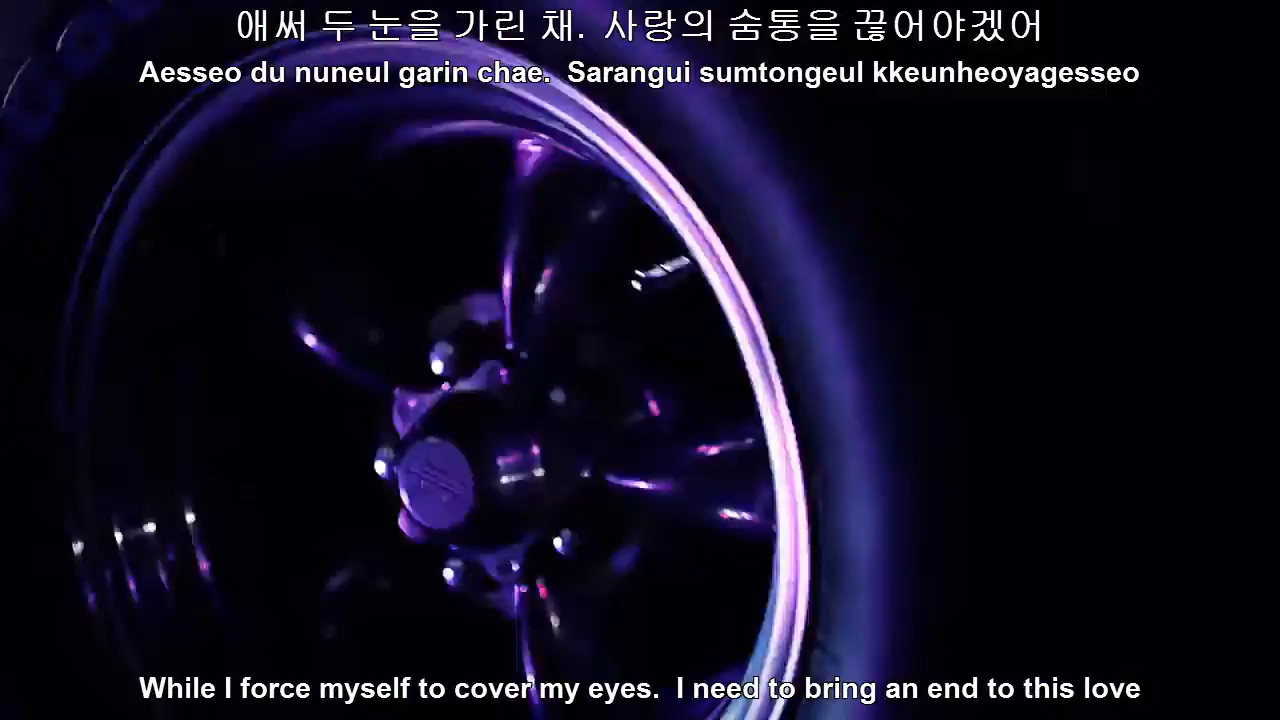 애써 두 눈을 가린 채. 사랑의 숨통을 끊어야겠어
Aesseo du nuneul garin chae. Sarangui sumtongeul kkeunheoyagesseo
While I force myself to cover my eyes. I need to bring an end to this love